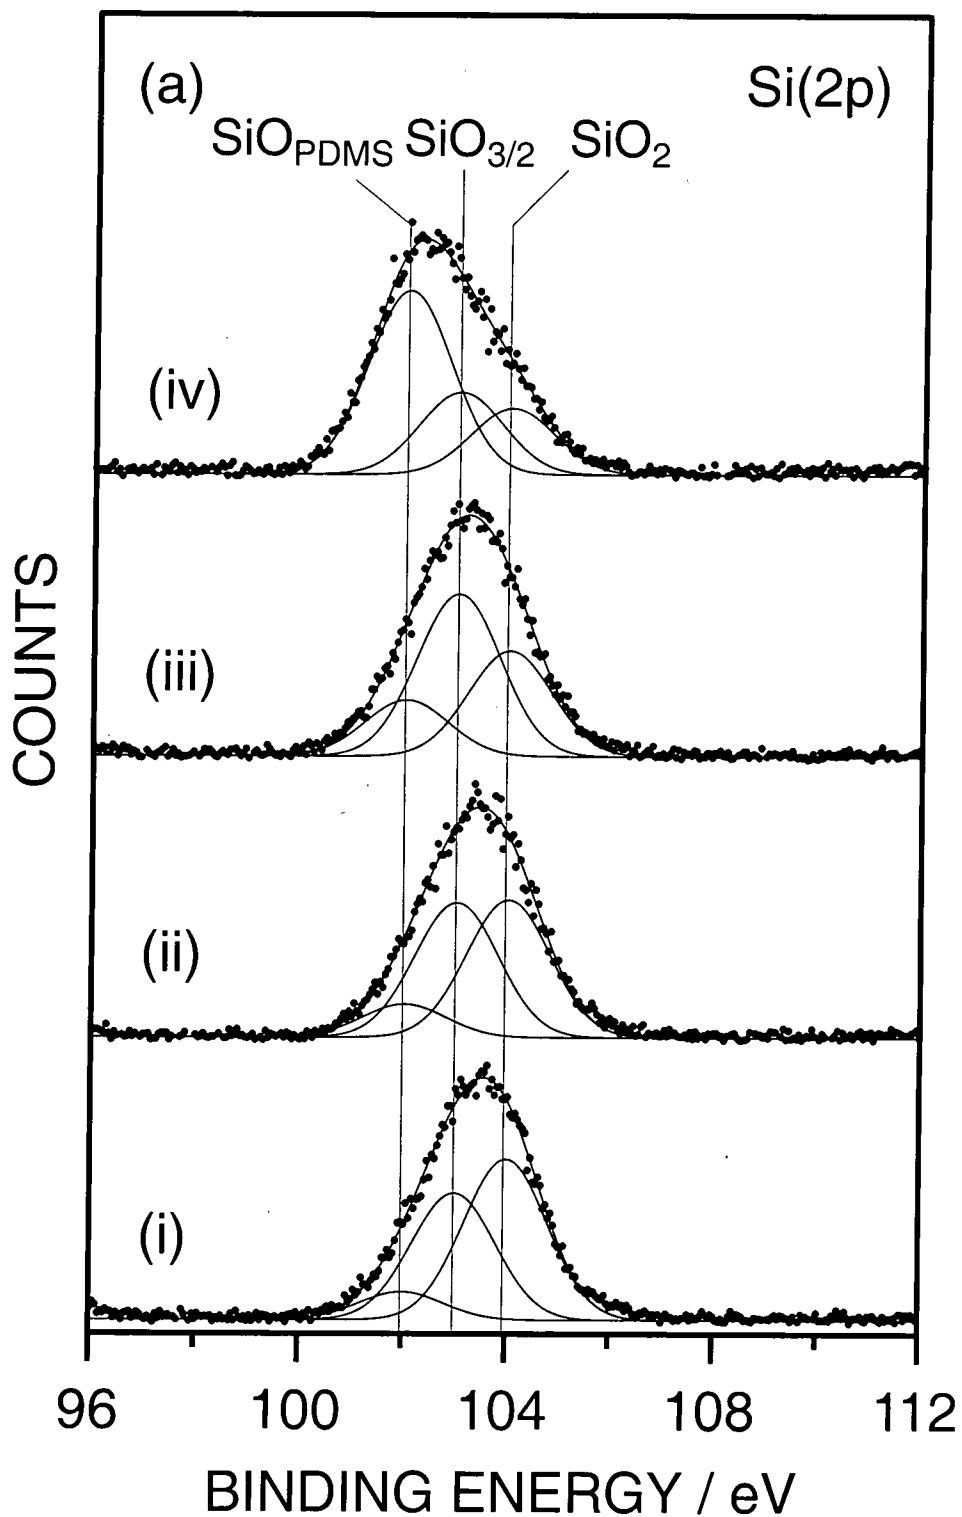 (a) Si(2p)
SiOPDMS SiO3/2 SiO2
(iv)
(iii)
(ii)
(i)
COUNTS
96 100 104 108 112
BINDING ENERGY / eV